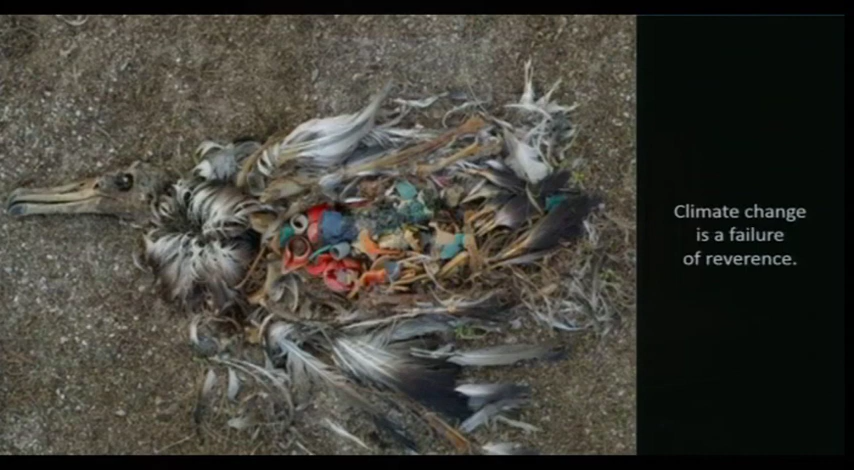 Climate change
is a failure
of reverence.